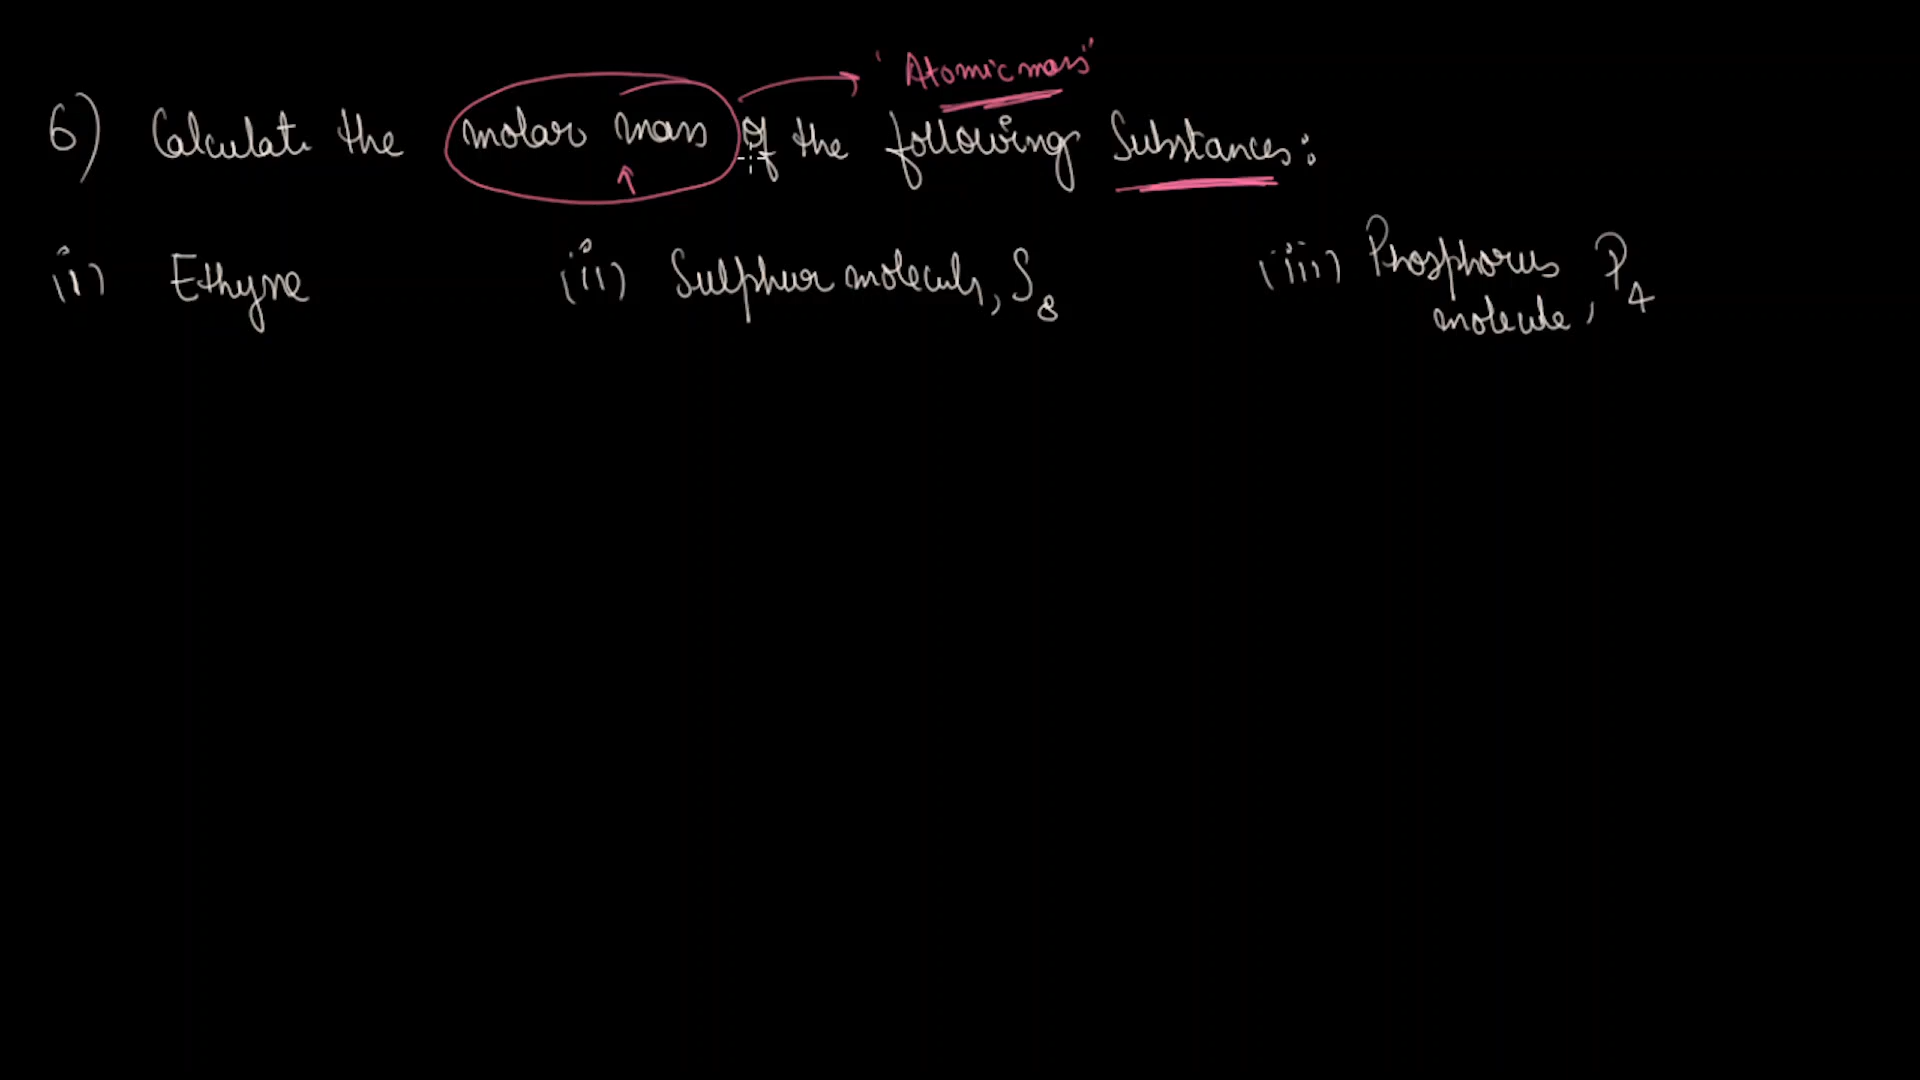 "Atomic mass"
6) Calculate the molar mass of the following Substances:
(i) Ethyne (ii) Sulphur molecule, S₈ (iii) Phosphorus P₄
molecule,